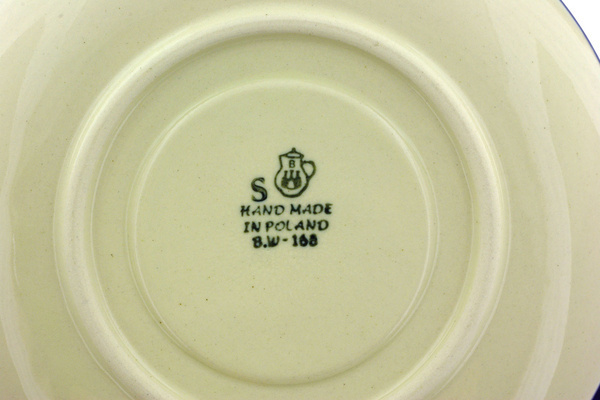 B
S
HAND MADE
IN POLAND
B.W-168